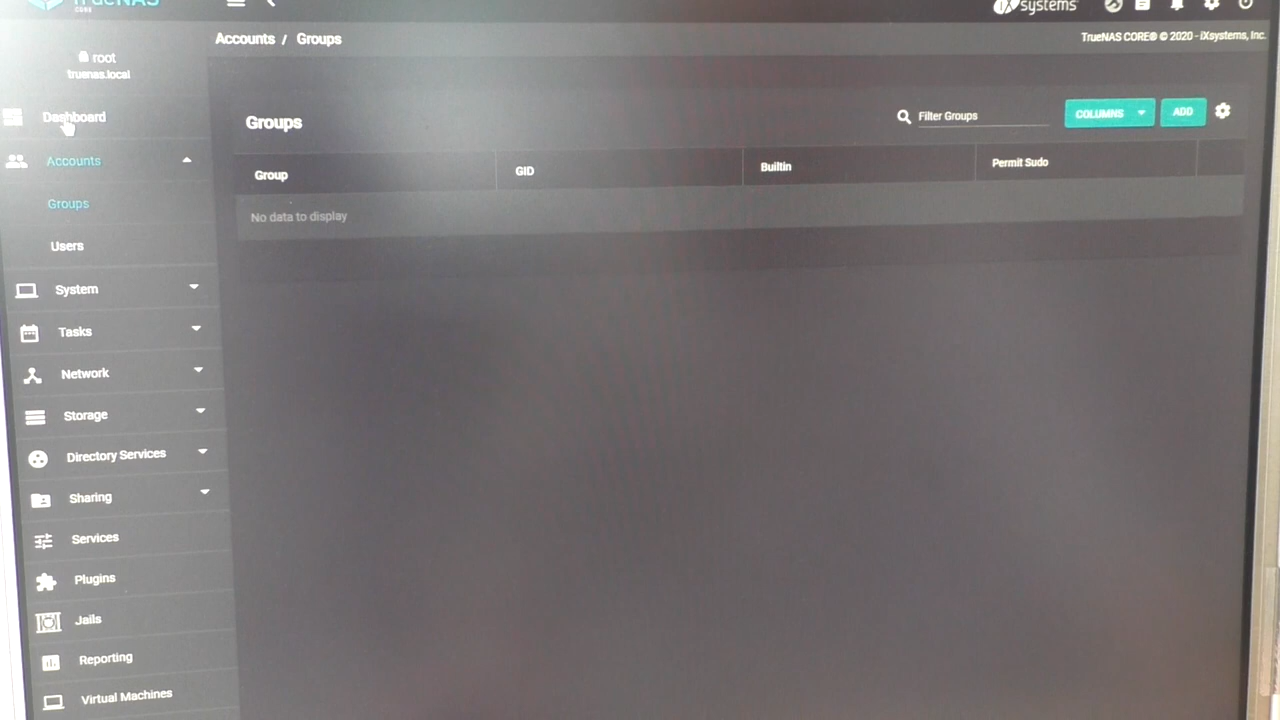 TrueNAS
CORE
iXsystems
Accounts / Groups
TrueNAS CORE® © 2020 - iXsystems, Inc.
root
truenas.local
Dashboard
Accounts
Groups
Users
System
Tasks
Network
Storage
Directory Services
Sharing
Services
Plugins
Jails
Reporting
Virtual Machines
Groups
Filter Groups
COLUMNS
ADD
Group GID Builtin Permit Sudo
No data to display